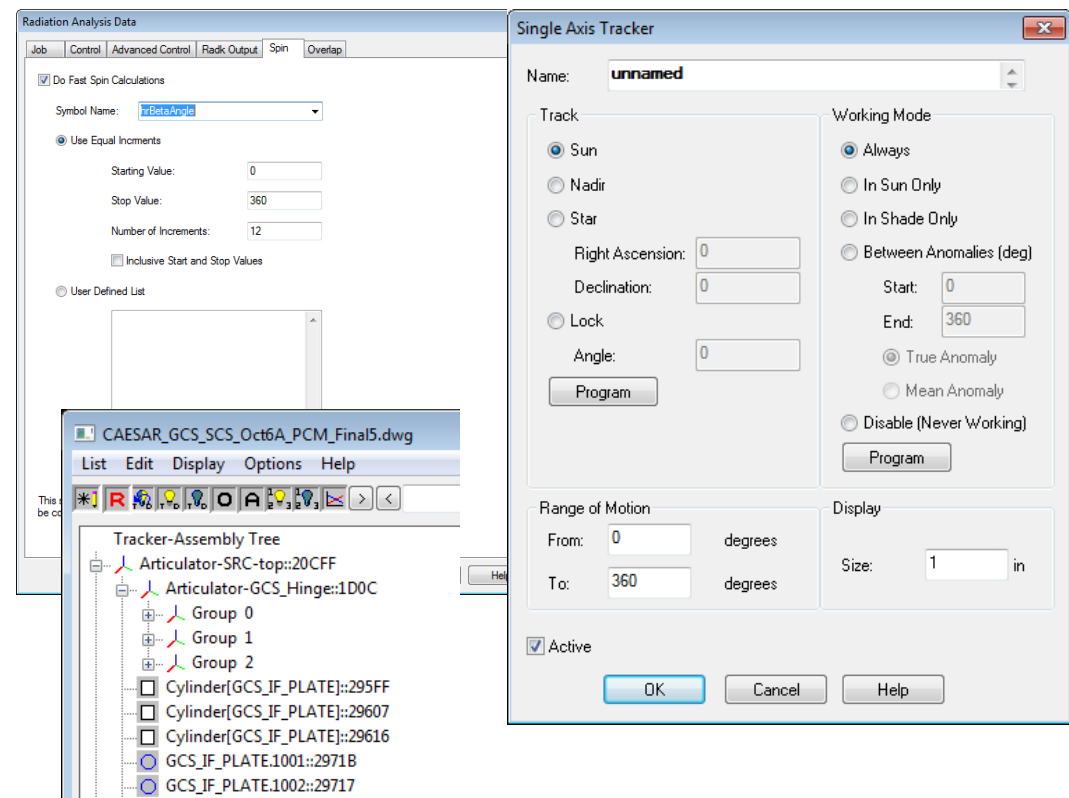 Radiation Analysis Data
Job Control Advanced Control Radk Output Spin Overlap
Do Fast Spin Calculations
Symbol Name: hrBetaAngle
Use Equal Incrments
Starting Value: 0
Stop Value: 360
Number of Increments: 12
Inclusive Start and Stop Values
User Defined List
This
be co
Help
CAESAR_GCS_SCS_Oct6A_PCM_Final5.dwg
List Edit Display Options Help
Tracker-Assembly Tree
Articulator-SRC-top::20CFF
Articulator-GCS_Hinge::1D0C
Group 0
Group 1
Group 2
Cylinder[GCS_IF_PLATE]::295FF
Cylinder[GCS_IF_PLATE]::29607
Cylinder[GCS_IF_PLATE]::29616
GCS_IF_PLATE.1001::2971B
GCS_IF_PLATE.1002::29717
Single Axis Tracker
Name: unnamed
Track
Sun
Nadir
Star
Right Ascension: 0
Declination: 0
Lock
Angle: 0
Program
Working Mode
Always
In Sun Only
In Shade Only
Between Anomalies (deg)
Start: 0
End: 360
True Anomaly
Mean Anomaly
Disable (Never Working)
Program
Range of Motion
From: 0 degrees
To: 360 degrees
Display
Size: 1 in
Active
OK Cancel Help